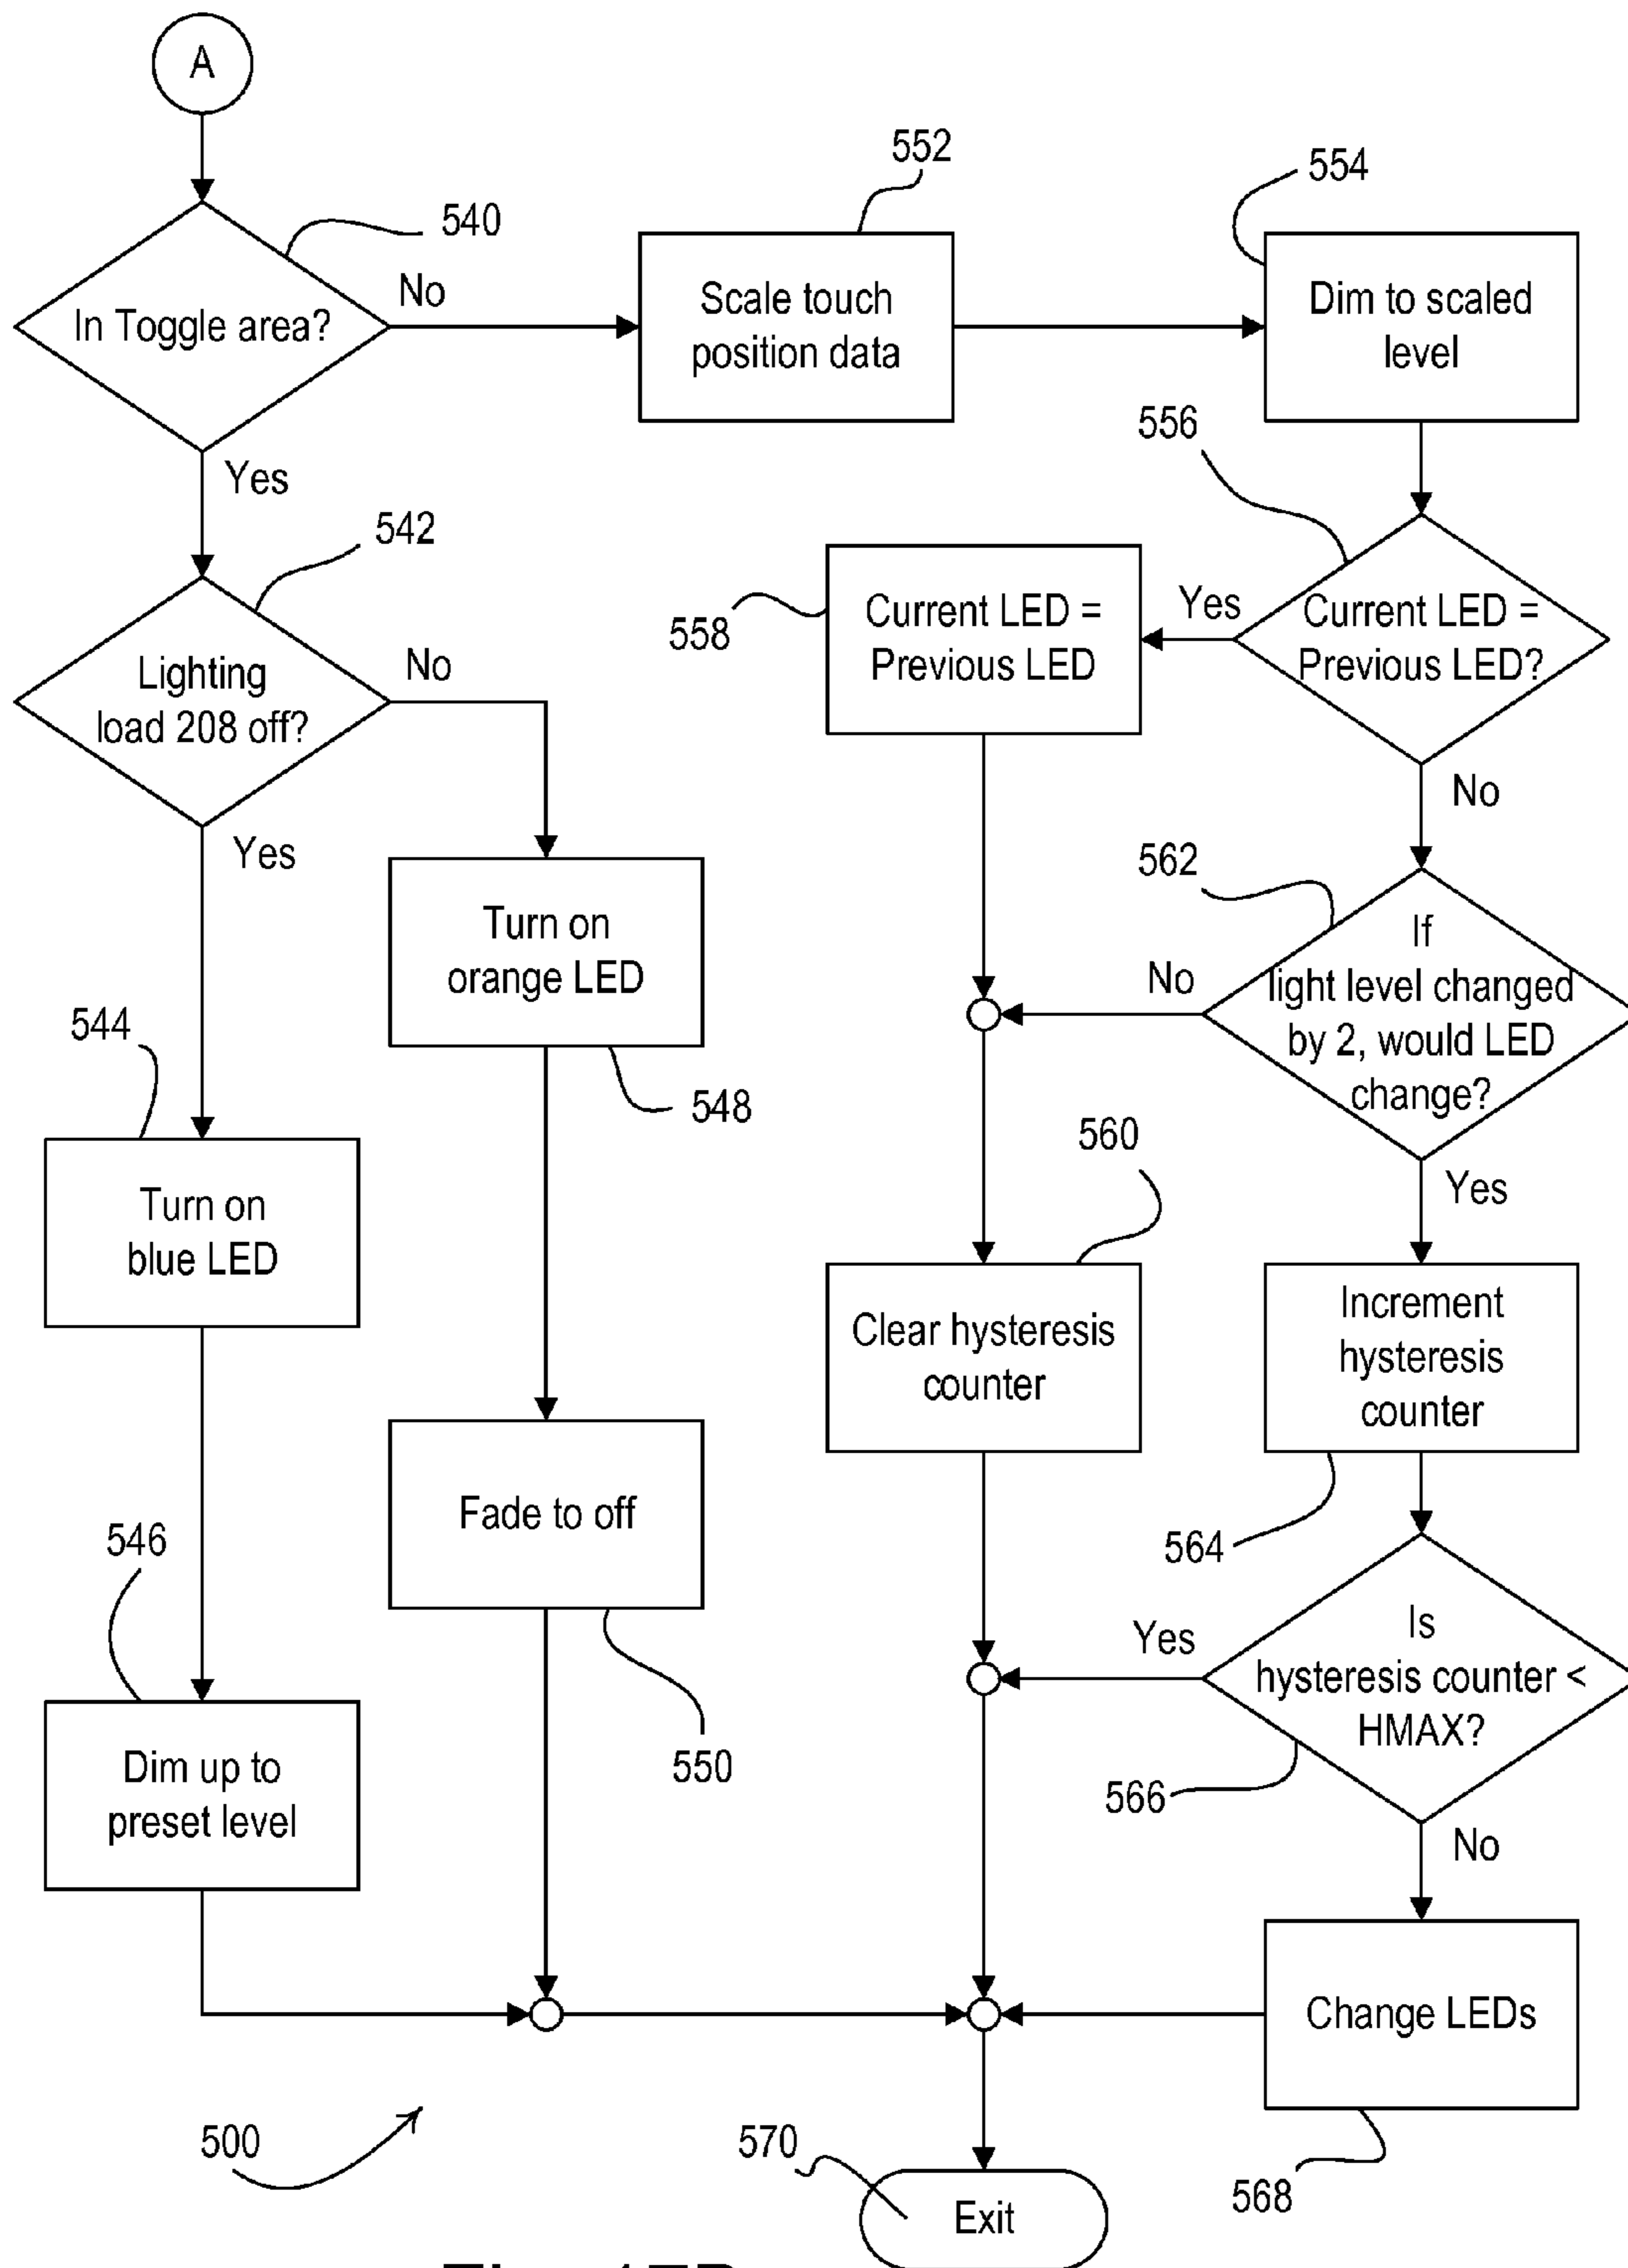 A
552
554
540
No
In Toggle area?
Scale touch
position data
Dim to scaled
level
556
Yes
542
558
Current LED =
Previous LED
Yes
Current LED =
Previous LED?
Lighting
load 208 off?
No
No
Yes
562
Turn on
orange LED
If
light level changed
by 2, would LED
change?
No
544
548
560
Yes
Turn on
blue LED
Clear hysteresis
counter
Increment
hysteresis
counter
546
Fade to off
564
Yes
Is
hysteresis counter <
HMAX?
550
566
Dim up to
preset level
No
Change LEDs
500
570
568
Exit